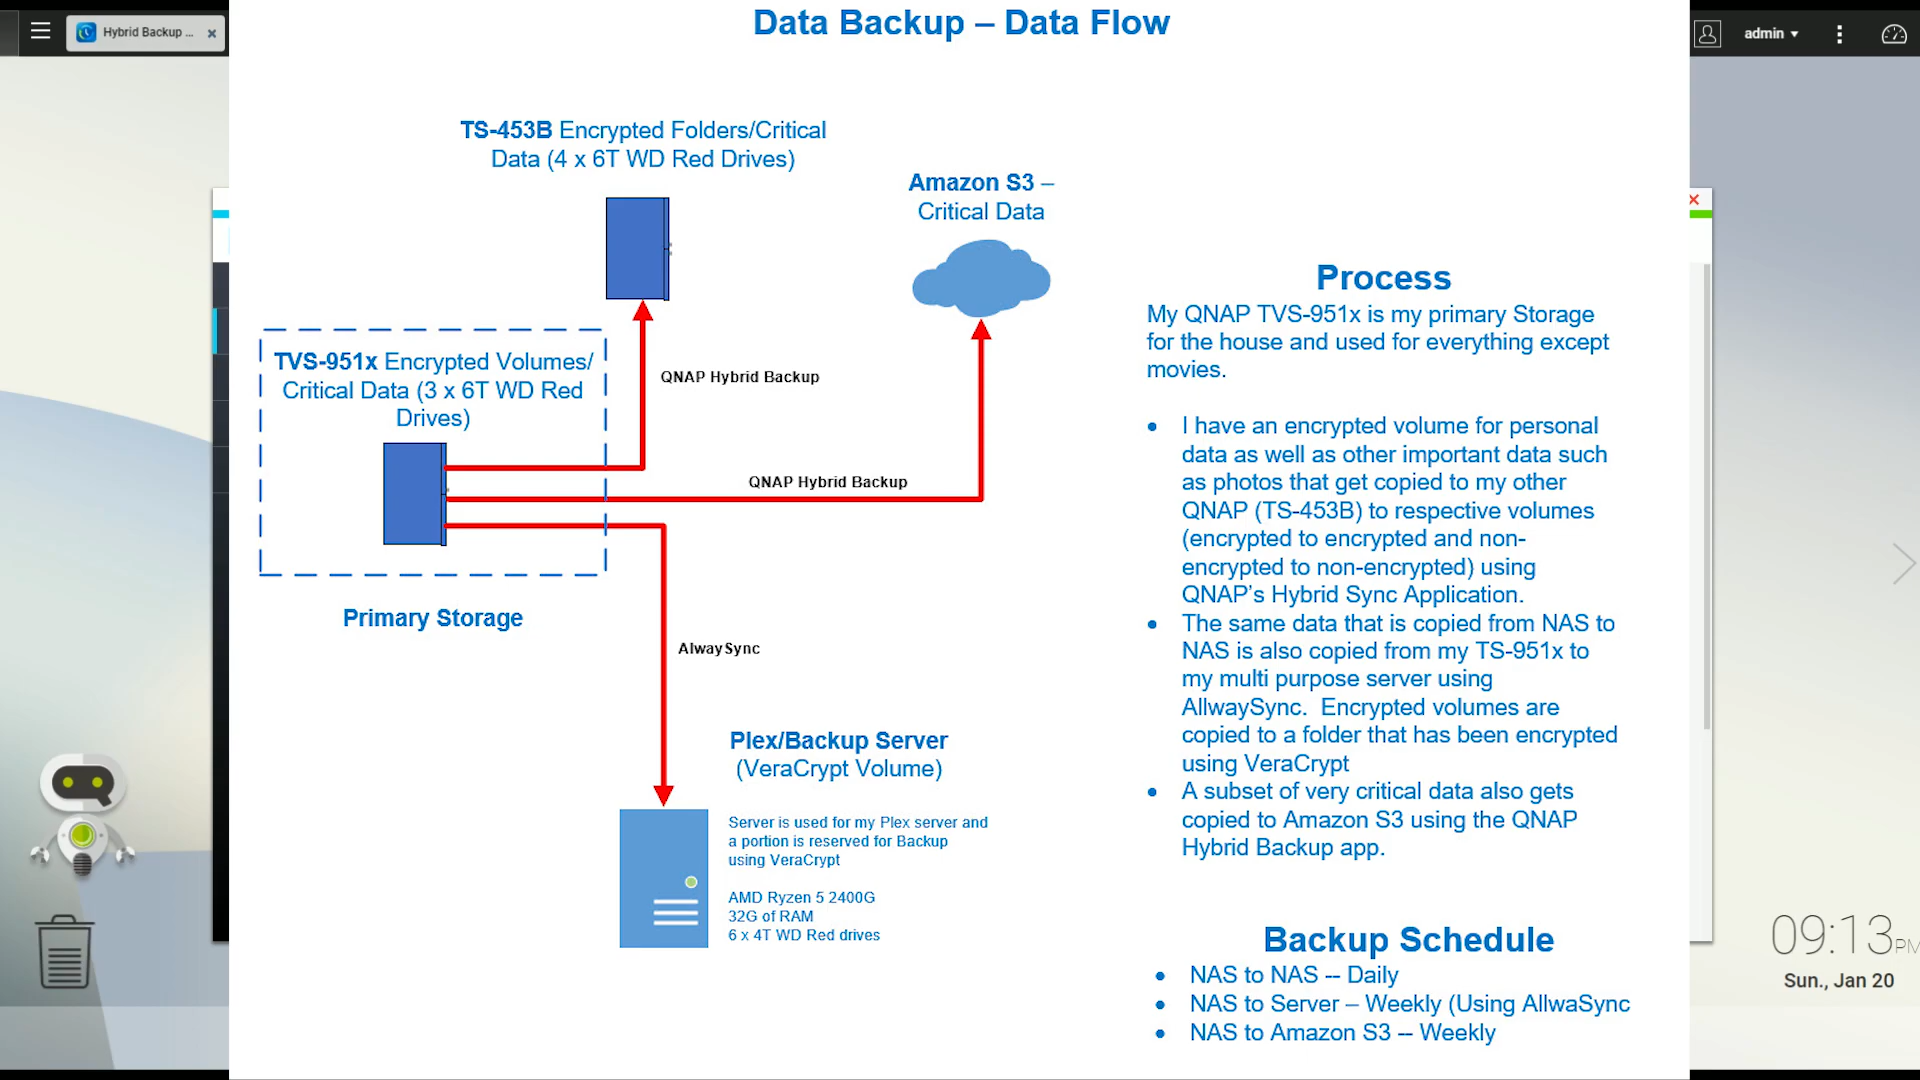 Hybrid Backup ...
admin
Data Backup – Data Flow
TS-453B Encrypted Folders/Critical
Data (4 x 6T WD Red Drives)
Amazon S3 –
Critical Data
TVS-951x Encrypted Volumes/
Critical Data (3 x 6T WD Red
Drives)
QNAP Hybrid Backup
QNAP Hybrid Backup
Primary Storage
AlwaySync
Plex/Backup Server
(VeraCrypt Volume)
Server is used for my Plex server and
a portion is reserved for Backup
using VeraCrypt
AMD Ryzen 5 2400G
32G of RAM
6 x 4T WD Red drives
Process
My QNAP TVS-951x is my primary Storage
for the house and used for everything except
movies.
• I have an encrypted volume for personal
data as well as other important data such
as photos that get copied to my other
QNAP (TS-453B) to respective volumes
(encrypted to encrypted and non-
encrypted to non-encrypted) using
QNAP's Hybrid Sync Application.
• The same data that is copied from NAS to
NAS is also copied from my TS-951x to
my multi purpose server using
AllwaySync.  Encrypted volumes are
copied to a folder that has been encrypted
using VeraCrypt
• A subset of very critical data also gets
copied to Amazon S3 using the QNAP
Hybrid Backup app.
Backup Schedule
• NAS to NAS -- Daily
• NAS to Server – Weekly (Using AllwaSync
• NAS to Amazon S3 -- Weekly
09:13 PM
Sun., Jan 20